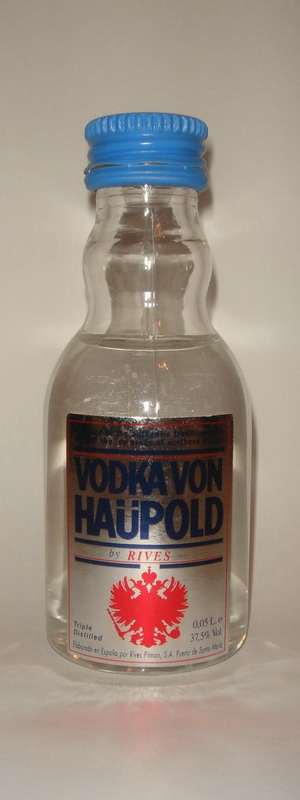 VODKA VON
HAÜPOLD
by RIVES
Triple
Distilled
0,05 L. e
37,5% Vol.
Elaborado en España por Rives Pitman, S.A. Puerto de Santa María